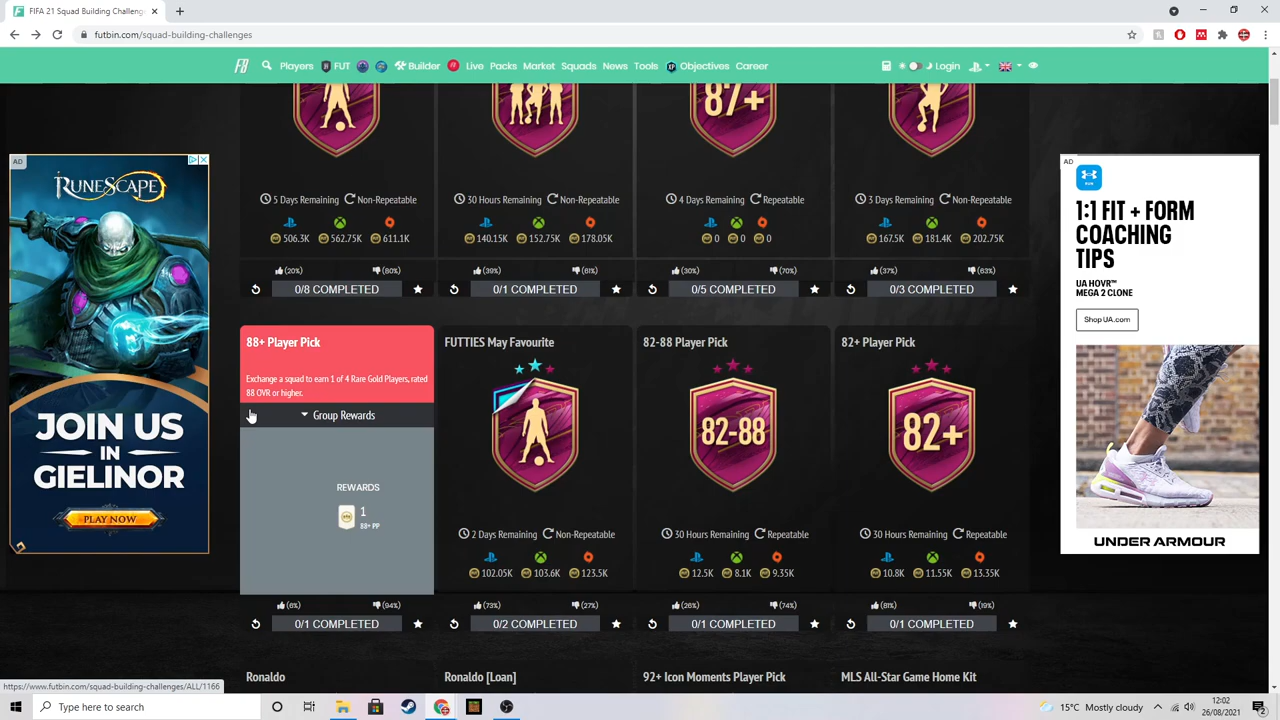 FIFA 21 Squad Building Challenge
futbin.com/squad-building-challenges
Players FUT Builder Live Packs Market Squads News Tools Objectives Career Login
87+
5 Days Remaining Non-Repeatable
506.3K 562.75K 611.1K
(20%) (80%)
0/8 COMPLETED
30 Hours Remaining Non-Repeatable
140.15K 152.75K 178.05K
(39%) (61%)
0/1 COMPLETED
4 Days Remaining Repeatable
0 0 0
(30%) (70%)
0/5 COMPLETED
3 Days Remaining Non-Repeatable
167.5K 181.4K 202.75K
(37%) (63%)
0/3 COMPLETED
88+ Player Pick
Exchange a squad to earn 1 of 4 Rare Gold Players, rated
88 OVR or higher.
Group Rewards
REWARDS
1
88+ PP
(6%) (94%)
0/1 COMPLETED
FUTTIES May Favourite
2 Days Remaining Non-Repeatable
102.05K 103.6K 123.5K
(73%) (27%)
0/2 COMPLETED
82-88 Player Pick
82-88
30 Hours Remaining Repeatable
12.5K 8.1K 9.35K
(26%) (74%)
0/1 COMPLETED
82+ Player Pick
82+
30 Hours Remaining Repeatable
10.8K 11.55K 13.35K
(81%) (19%)
0/1 COMPLETED
Ronaldo
Ronaldo [Loan]
92+ Icon Moments Player Pick
MLS All-Star Game Home Kit
AD
RUNESCAPE
JOIN US
IN
GIELINOR
PLAY NOW
AD
1:1 FIT + FORM
COACHING
TIPS
UA HOVR™
MEGA 2 CLONE
Shop UA.com
UNDER ARMOUR
https://www.futbin.com/squad-building-challenges/ALL/1166
Type here to search
15°C Mostly cloudy
12:02
26/08/2021
2